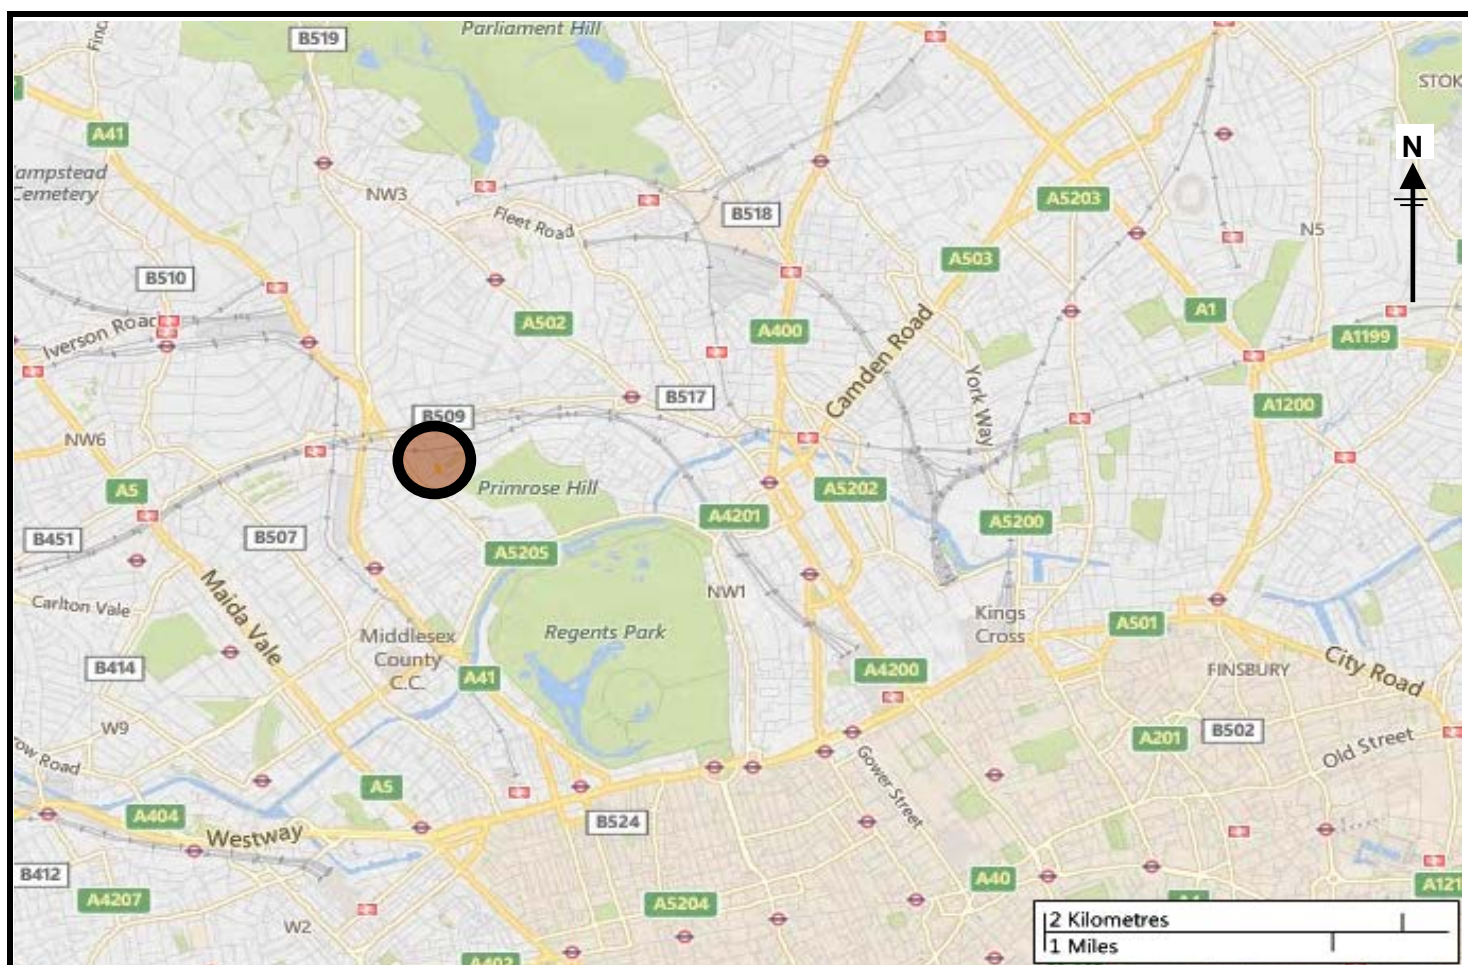 Parliament Hill
B519
STOK
A41
N
Cemetery
NW3
A5203
B518
Fleet Road
N5
A503
B510
A1
A502
Iverson Road
A400
A1199
Camden Road
B517
York Way
A1200
B509
NW6
Primrose Hill
A5
A5202
A4201
A5200
B451
B507
A5205
Maida Vale
NW1
Carlton Vale
Kings
Cross
Regents Park
A501
Middlesex
County
C.C.
B414
A4200
FINSBURY
City Road
A41
W9
A201
B502
Old Street
Gower Street
A5
A404
Westway
B524
B412
A40
A4207
A5204
A121
2 Kilometres
W2
1 Miles
A402